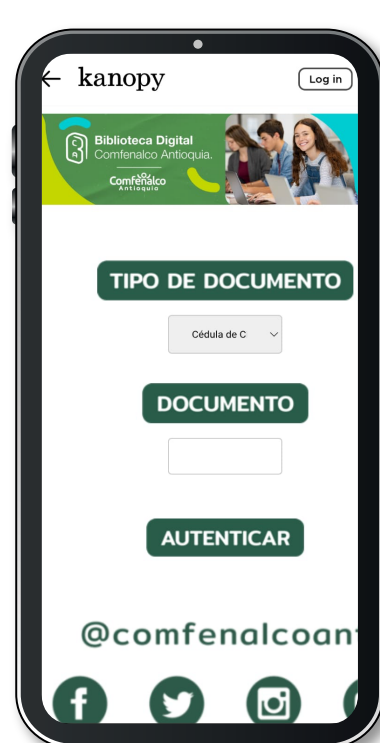 ← kanopy
Log in
Biblioteca Digital
Comfenalco Antioquia.
Comfenalco
Antioquia
TIPO DE DOCUMENTO
Cédula de C
DOCUMENTO
AUTENTICAR
@comfenalcoant